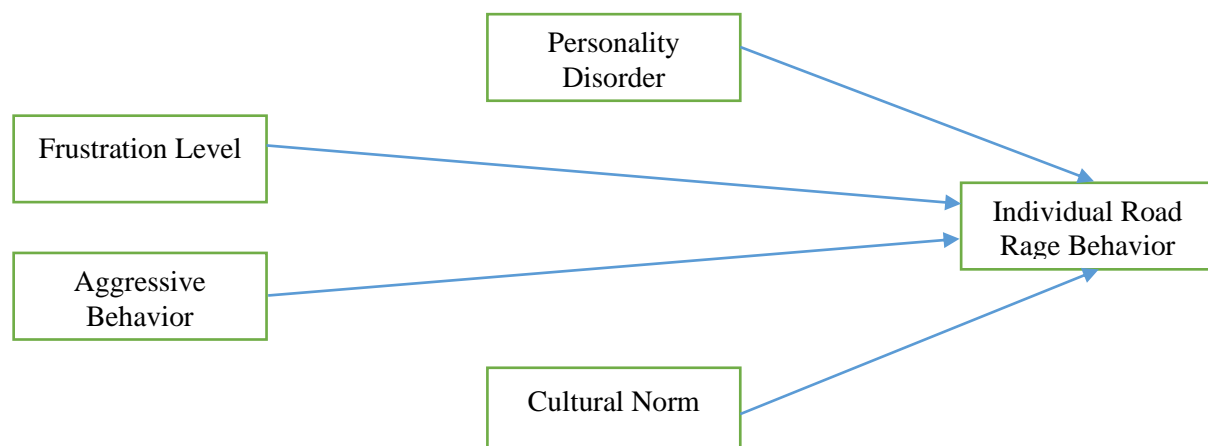 Personality
Disorder
Frustration Level
Individual Road
Rage Behavior
Aggressive
Behavior
Cultural Norm